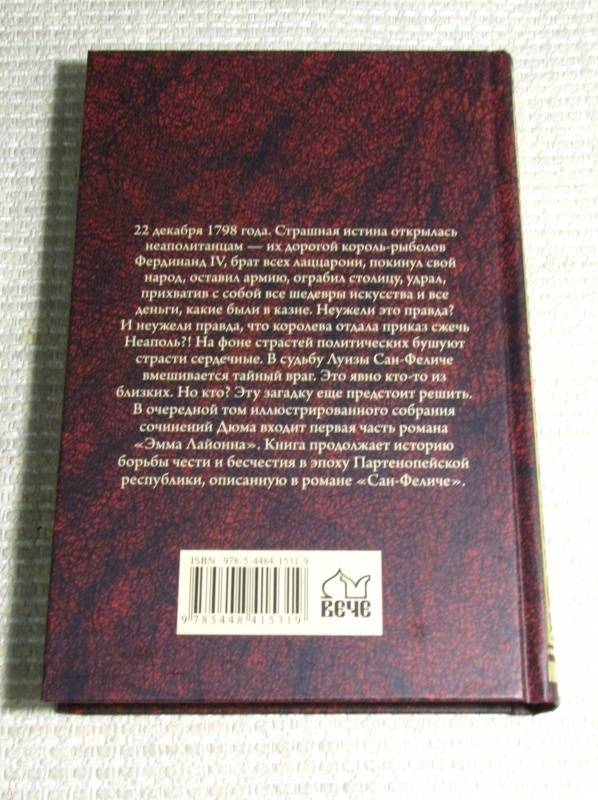 22 декабря 1798 года. Страшная истина открылась
неаполитанцам — их дорогой король-рыболов
Фердинанд IV, брат всех лаццарони, покинул свой
народ, оставил армию, ограбил столицу, удрал,
прихватив с собой все шедевры искусства и все
деньги, какие были в казне. Неужели это правда?
И неужели правда, что королева отдала приказ сжечь
Неаполь?! На фоне страстей политических бушуют
страсти сердечные. В судьбу Луизы Сан-Феличе
вмешивается тайный враг. Это явно кто-то из
близких. Но кто? Эту загадку еще предстоит решить.
В очередной том иллюстрированного собрания
сочинений Дюма входит первая часть романа
«Эмма Лайонна». Книга продолжает историю
борьбы чести и бесчестия в эпоху Партенопейской
республики, описанную в романе «Сан-Феличе».
ISBN 978-5-4484-1531-9
9 785448 415319
ВЕЧЕ